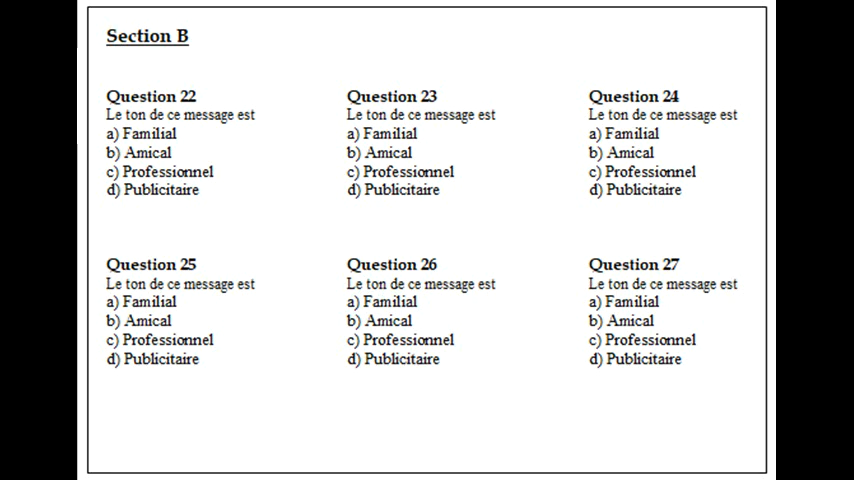 Section B
Question 22
Le ton de ce message est
a) Familial
b) Amical
c) Professionnel
d) Publicitaire
Question 23
Le ton de ce message est
a) Familial
b) Amical
c) Professionnel
d) Publicitaire
Question 24
Le ton de ce message est
a) Familial
b) Amical
c) Professionnel
d) Publicitaire
Question 25
Le ton de ce message est
a) Familial
b) Amical
c) Professionnel
d) Publicitaire
Question 26
Le ton de ce message est
a) Familial
b) Amical
c) Professionnel
d) Publicitaire
Question 27
Le ton de ce message est
a) Familial
b) Amical
c) Professionnel
d) Publicitaire